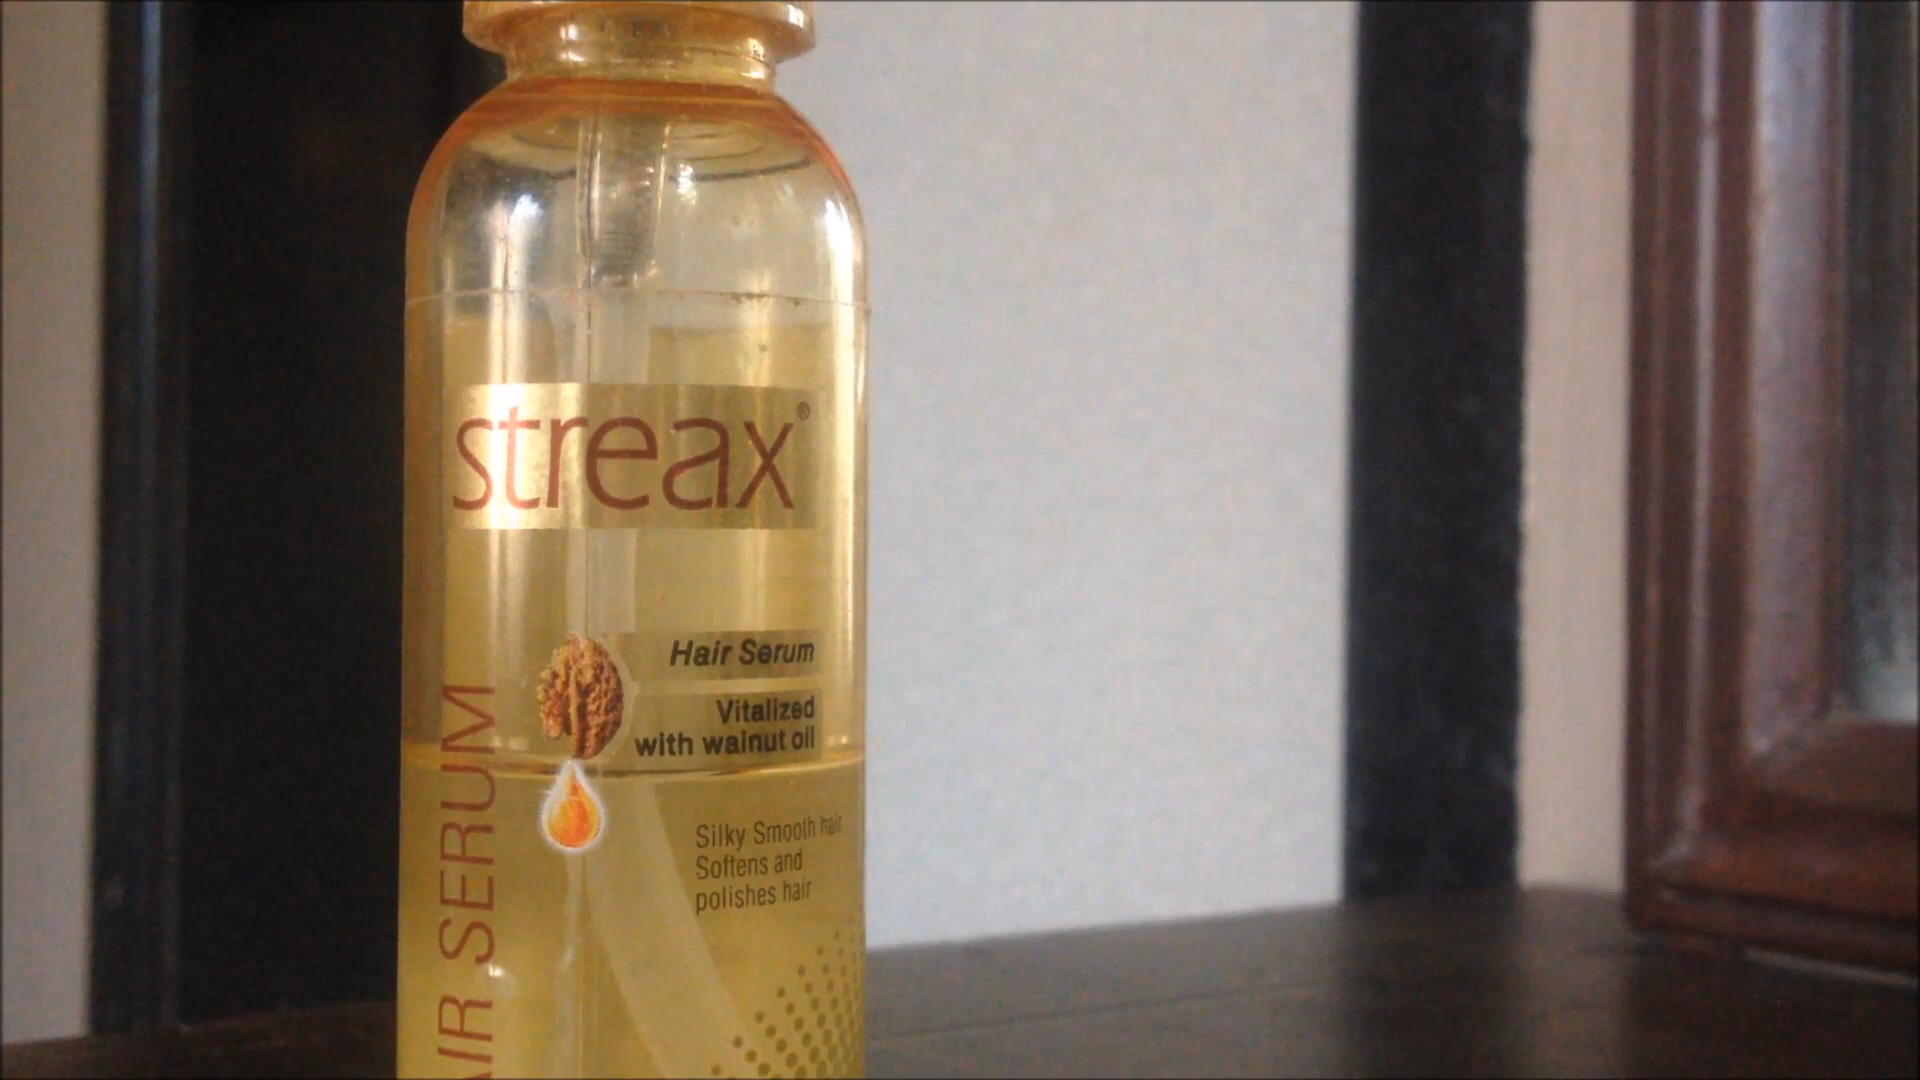 streax®
Hair Serum
Vitalized
with walnut oil
Silky Smooth hair
Softens and
polishes hair
AIR SERUM